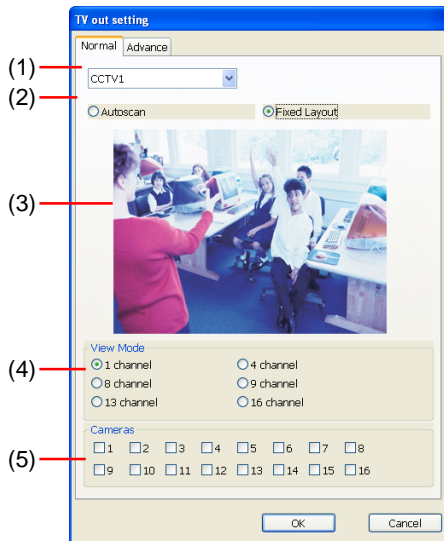 TV out setting
Normal Advance
(1) CCTV1
(2)
Autoscan Fixed Layout
(3)
View Mode
(4) 1 channel 4 channel
8 channel 9 channel
13 channel 16 channel
Cameras
1 2 3 4 5 6 7 8
(5)
9 10 11 12 13 14 15 16
OK Cancel